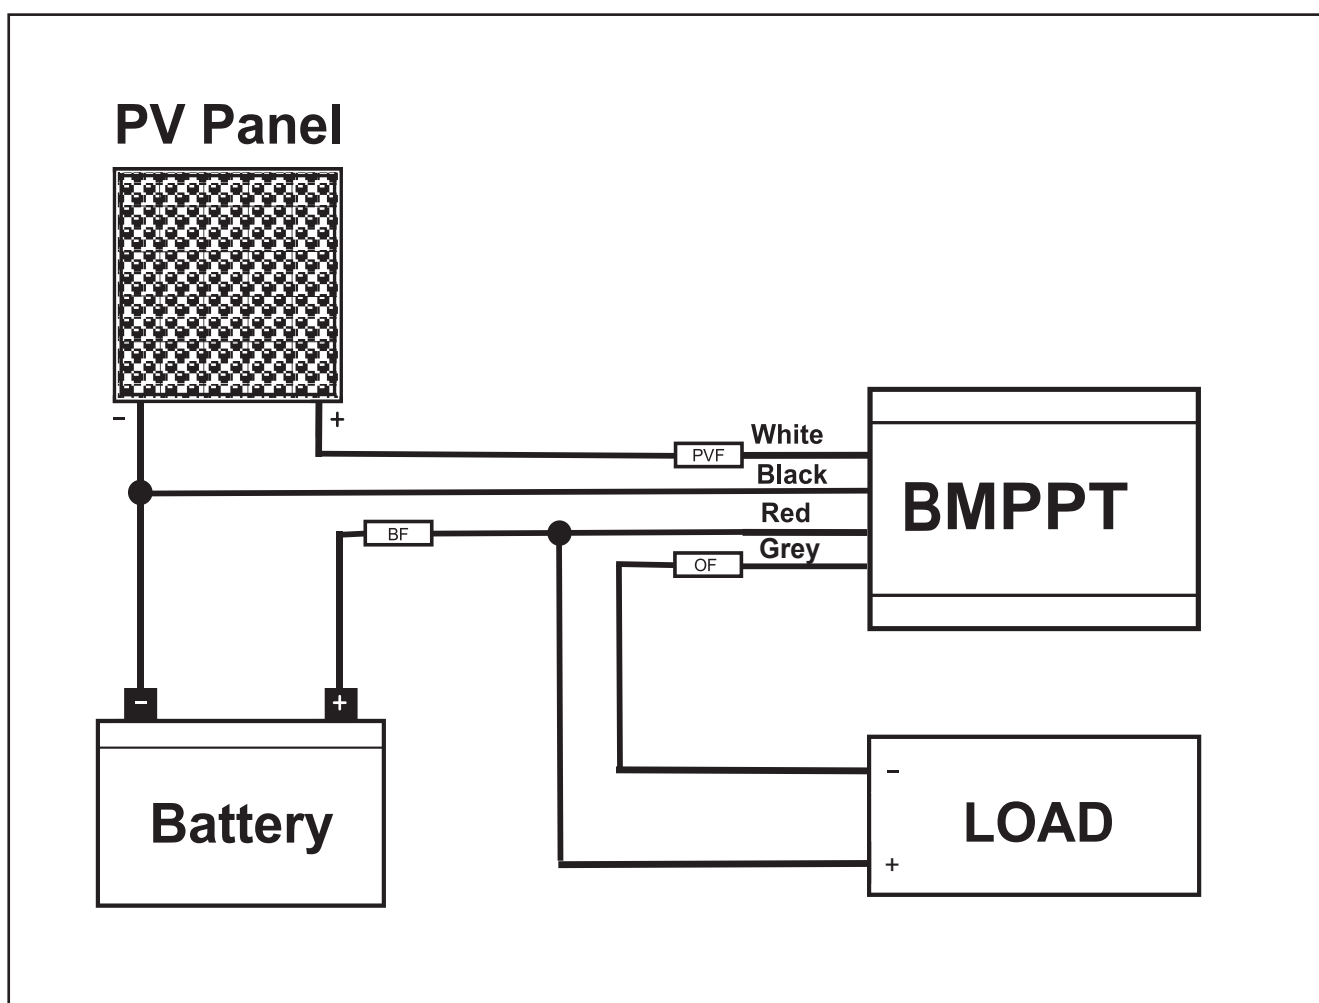 PV Panel
− +
White
PVF
Black
BMPPT
Red
BF
Grey
OF
− +
−
LOAD
Battery
+